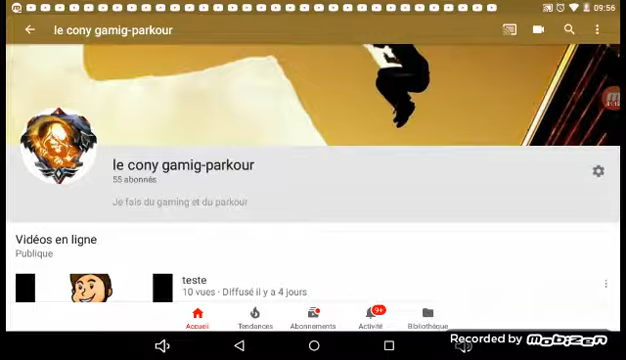 09:56
le cony gamig-parkour
le cony gamig-parkour
55 abonnés
Je fais du gaming et du parkour
Vidéos en ligne
Publique
teste
10 vues · Diffusé il y a 4 jours
9+
Accueil
Tendances
Abonnements
Activité
Bibliothèque
Recorded by Mobizen